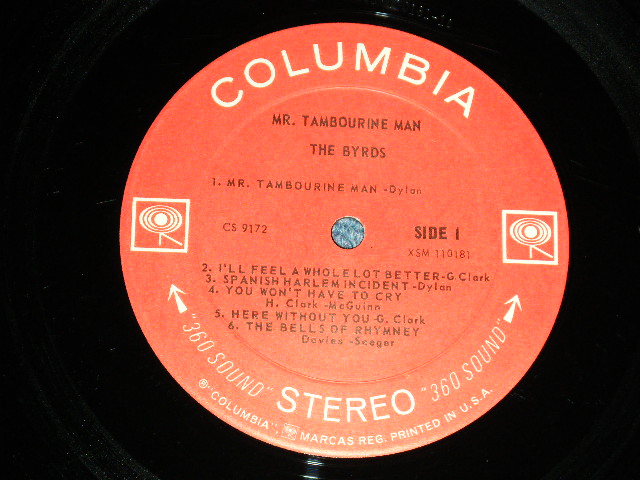 COLUMBIA
MR. TAMBOURINE MAN
THE BYRDS
1. MR. TAMBOURINE MAN -Dylan
CS 9172
SIDE 1
XSM 110181
2. I'LL FEEL A WHOLE LOT BETTER-G. Clark
3. SPANISH HARLEM INCIDENT -Dylan
4. YOU WON'T HAVE TO CRY
H. Clark -McGuinn
5. HERE WITHOUT YOU -G. Clark
6. THE BELLS OF RHYMNEY
Davies -Seeger
"360 SOUND" STEREO "360 SOUND"
℗"COLUMBIA", MARCAS REG. PRINTED IN U.S.A.